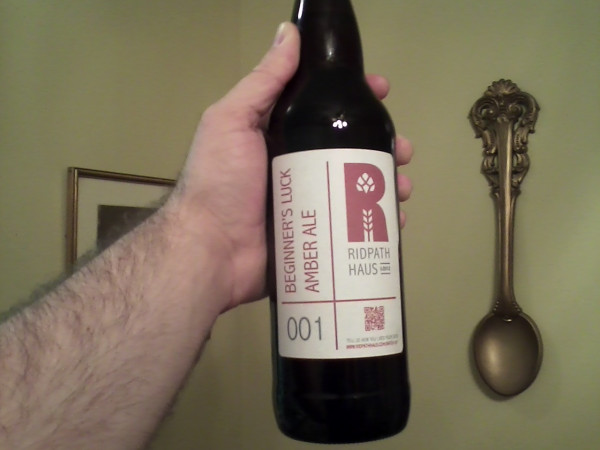 BEGINNER'S LUCK
AMBER ALE
R
RIDPATH
HAUS
001